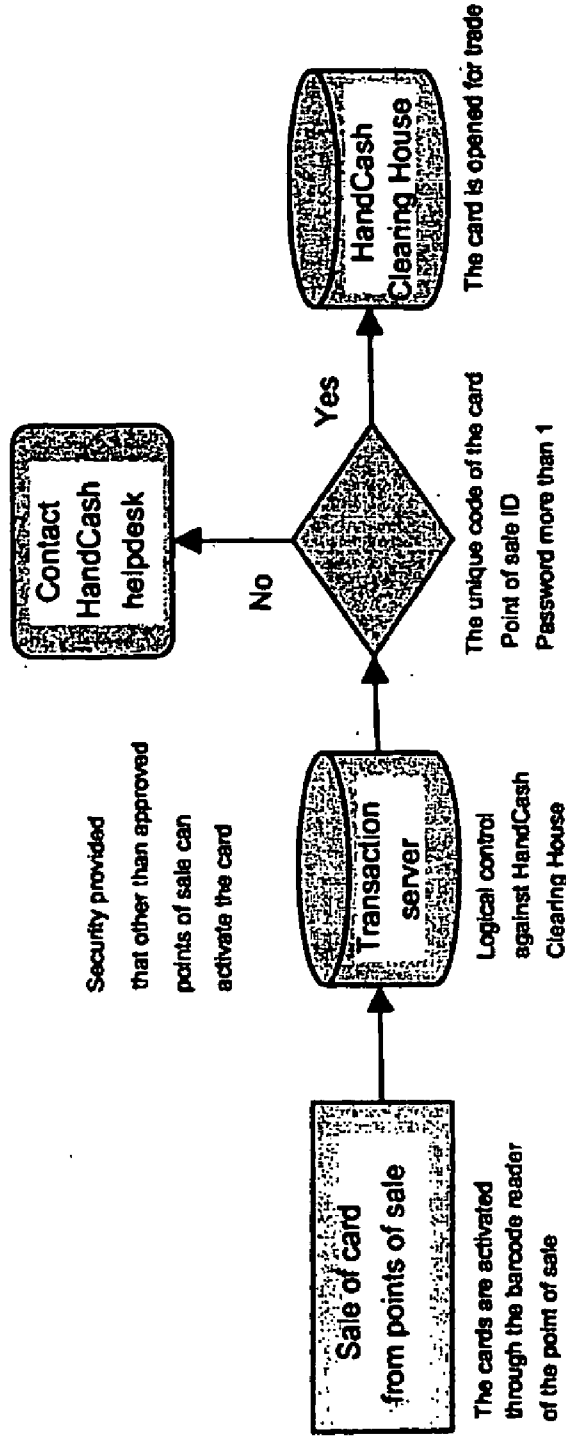 Contact
HandCash
helpdesk
Security provided
that other than approved
points of sale can
activate the card
No
Yes
Sale of card
from points of sale
Transaction
server
HandCash
Clearing House
The cards are activated
through the barcode reader
of the point of sale
Logical control
against HandCash
Clearing House
The unique code of the card
Point of sale ID
Password more than 1
The card is opened for trade